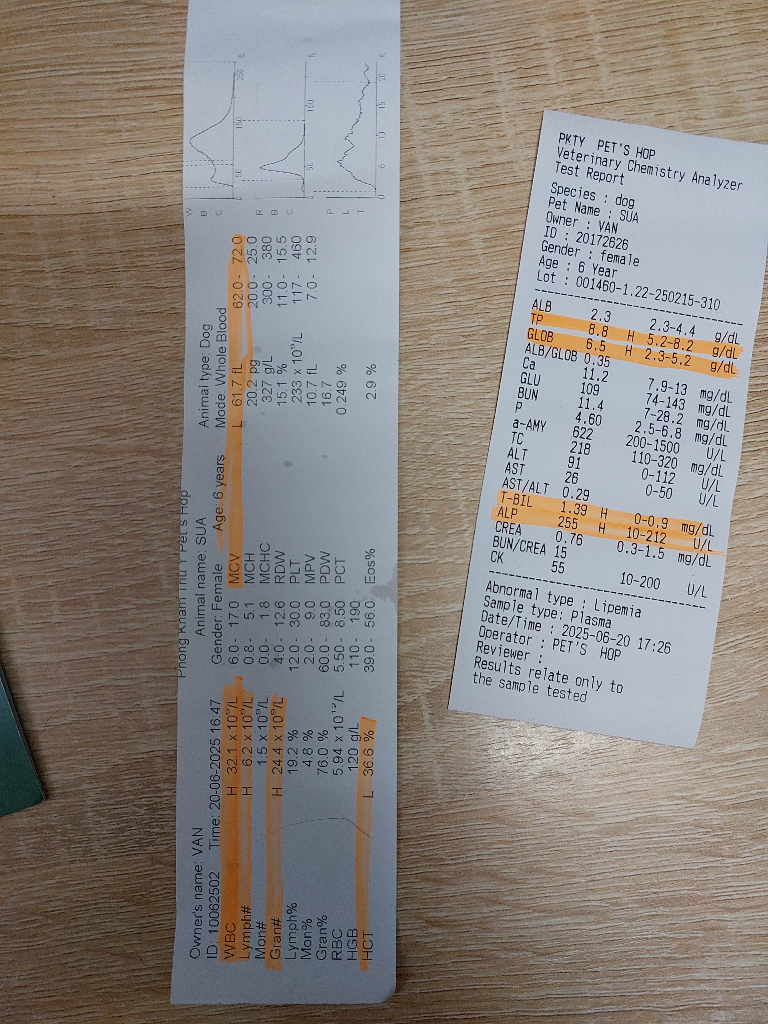 Phong Kham Thu Y Pet's Hop
Owner's name: VAN Animal name: SUA Animal type: Dog
ID: 10062502 Time: 20-06-2025 16:47 Gender: Female Age: 6 years Mode: Whole Blood
WBC H 32.1 x 10⁹/L 6.0 - 17.0 MCV L 61.7 fL 62.0 - 72.0
Lymph# H 6.2 x 10⁹/L 0.8 - 5.1 MCH 20.2 pg 20.0 - 25.0
Mon# 1.5 x 10⁹/L 0.0 - 1.8 MCHC 327 g/L 300 - 380
Gran# H 24.4 x 10⁹/L 4.0 - 12.6 RDW 15.1 % 11.0 - 15.5
Lymph% 19.2 % 12.0 - 30.0 PLT 233 x 10⁹/L 117 - 460
Mon% 4.8 % 2.0 - 9.0 MPV 10.7 fL 7.0 - 12.9
Gran% 76.0 % 60.0 - 83.0 PDW 16.7
RBC 5.94 x 10¹²/L 5.50 - 8.50 PCT 0.249 %
HGB 120 g/L 110 - 190
HCT L 36.6 % 39.0 - 56.0 Eos% 2.9 %
WBC
RBC
PLT
PKTY PET'S HOP
Veterinary Chemistry Analyzer
Test Report
Species : dog
Pet Name : SUA
Owner : VAN
ID : 20172626
Gender : female
Age : 6 Year
Lot : 001460-1.22-250215-310
ALB 2.3 2.3-4.4 g/dL
TP 8.8 H 5.2-8.2 g/dL
GLOB 6.5 H 2.3-5.2 g/dL
ALB/GLOB 0.35
Ca 11.2 7.9-13 mg/dL
GLU 109 74-143 mg/dL
BUN 11.4 7-28.2 mg/dL
P 4.60 2.5-6.8 mg/dL
a-AMY 622 200-1500 U/L
TC 218 110-320 mg/dL
ALT 91 0-112 U/L
AST 26 0-50 U/L
AST/ALT 0.29
T-BIL 1.39 H 0-0.9 mg/dL
ALP 255 H 10-212 U/L
CREA 0.76 0.3-1.5 mg/dL
BUN/CREA 15
CK 55 10-200 U/L
Abnormal type : Lipemia
Sample type: Plasma
Date/Time : 2025-06-20 17:26
Operator : PET'S HOP
Reviewer :
Results relate only to
the sample tested